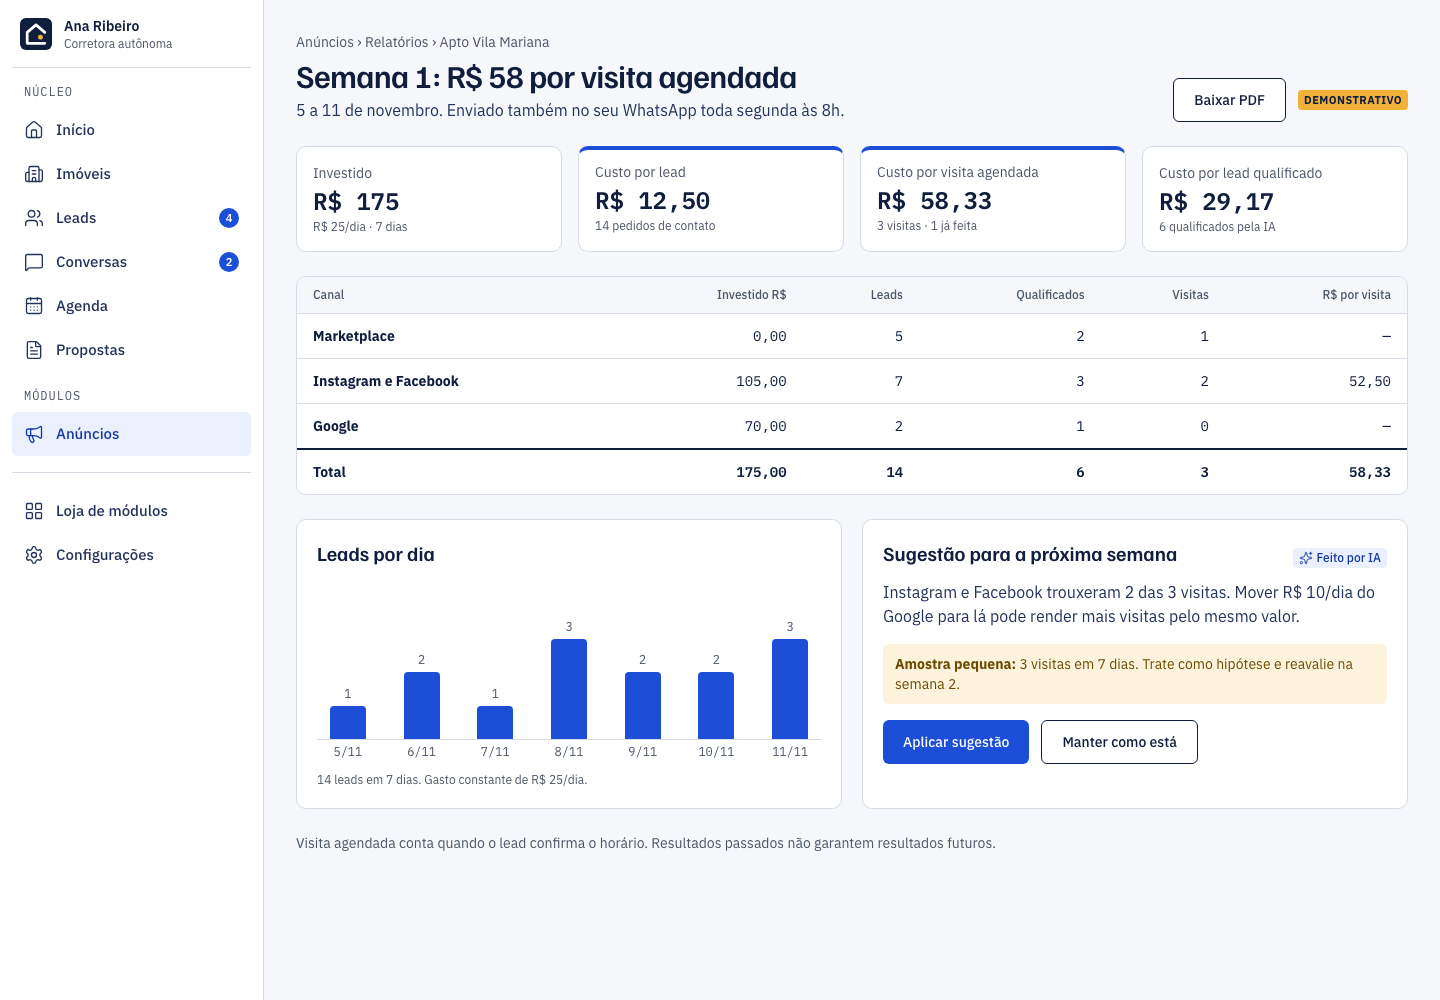 Ana Ribeiro
Corretora autônoma
NÚCLEO
Início
Imóveis
Leads 4
Conversas 2
Agenda
Propostas
MÓDULOS
Anúncios
Loja de módulos
Configurações
Anúncios › Relatórios › Apto Vila Mariana
Semana 1: R$ 58 por visita agendada
5 a 11 de novembro. Enviado também no seu WhatsApp toda segunda às 8h.
Baixar PDF
DEMONSTRATIVO
Investido
R$ 175
R$ 25/dia · 7 dias
Custo por lead
R$ 12,50
14 pedidos de contato
Custo por visita agendada
R$ 58,33
3 visitas · 1 já feita
Custo por lead qualificado
R$ 29,17
6 qualificados pela IA
Canal Investido R$ Leads Qualificados Visitas R$ por visita
Marketplace 0,00 5 2 1 —
Instagram e Facebook 105,00 7 3 2 52,50
Google 70,00 2 1 0 —
Total 175,00 14 6 3 58,33
Leads por dia
1 2 1 3 2 2 3
5/11 6/11 7/11 8/11 9/11 10/11 11/11
14 leads em 7 dias. Gasto constante de R$ 25/dia.
Sugestão para a próxima semana
Feito por IA
Instagram e Facebook trouxeram 2 das 3 visitas. Mover R$ 10/dia do
Google para lá pode render mais visitas pelo mesmo valor.
Amostra pequena: 3 visitas em 7 dias. Trate como hipótese e reavalie na
semana 2.
Aplicar sugestão
Manter como está
Visita agendada conta quando o lead confirma o horário. Resultados passados não garantem resultados futuros.